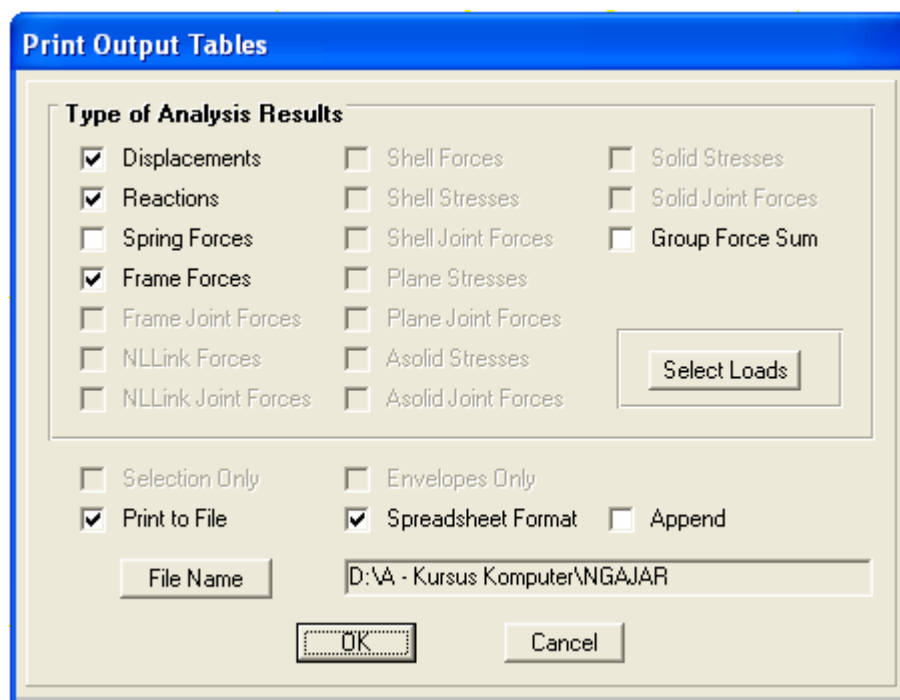 Print Output Tables
Type of Analysis Results
Displacements Shell Forces Solid Stresses
Reactions Shell Stresses Solid Joint Forces
Spring Forces Shell Joint Forces Group Force Sum
Frame Forces Plane Stresses
Frame Joint Forces Plane Joint Forces
NLLink Forces Asolid Stresses Select Loads
NLLink Joint Forces Asolid Joint Forces
Selection Only Envelopes Only
Print to File Spreadsheet Format Append
File Name D:\A - Kursus Komputer\NGAJAR
OK Cancel